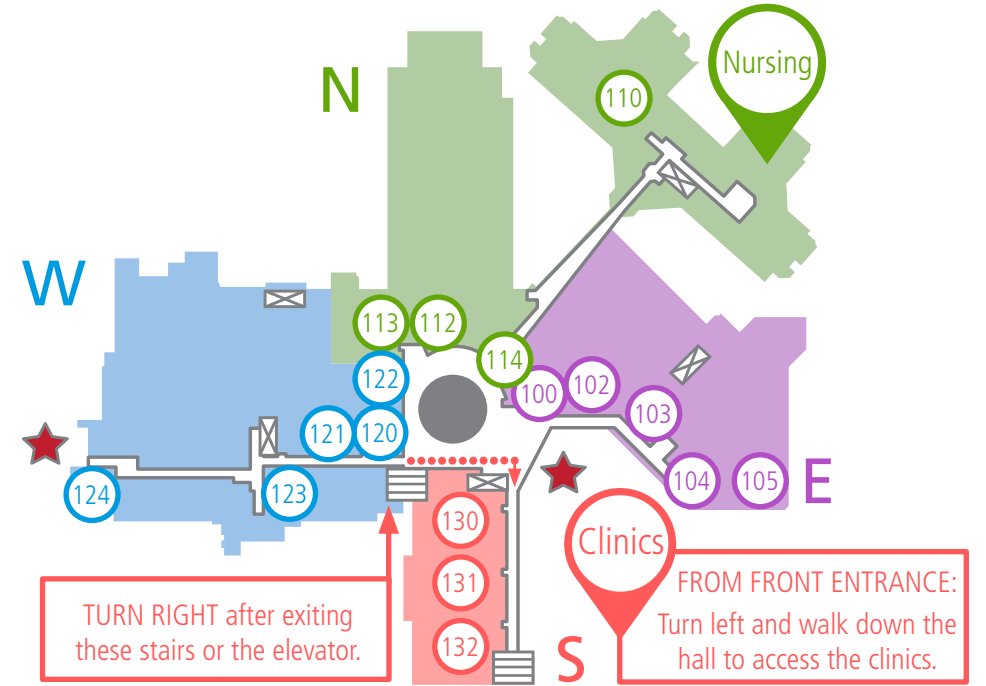 Nursing
N
110
W
113
112
114
122
100
102
103
121
120
124
123
104
105
E
130
Clinics
131
FROM FRONT ENTRANCE:
Turn left and walk down the
hall to access the clinics.
TURN RIGHT after exiting
these stairs or the elevator.
132
S